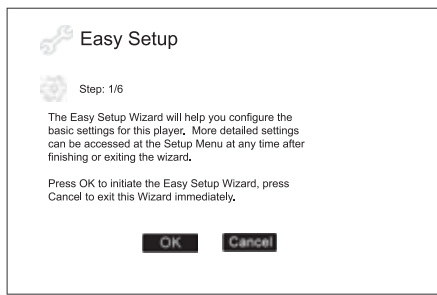 Easy Setup
Step: 1/6
The Easy Setup Wizard will help you configure the
basic settings for this player. More detailed settings
can be accessed at the Setup Menu at any time after
finishing or exiting the wizard.
Press OK to initiate the Easy Setup Wizard, press
Cancel to exit this Wizard immediately.
OK Cancel